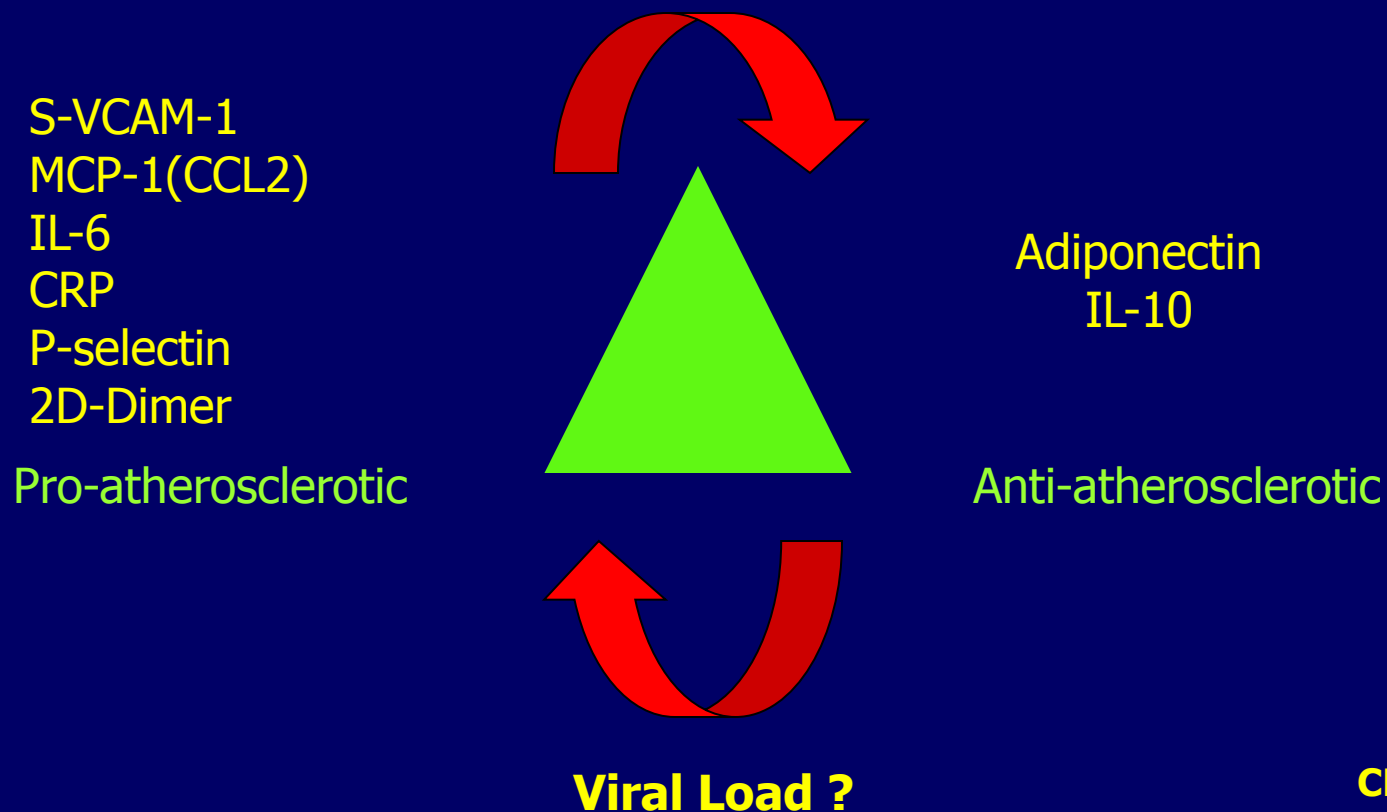 S-VCAM-1
MCP-1(CCL2)
IL-6
CRP
P-selectin
2D-Dimer
Pro-atherosclerotic
Adiponectin
IL-10
Anti-atherosclerotic
Viral Load ?